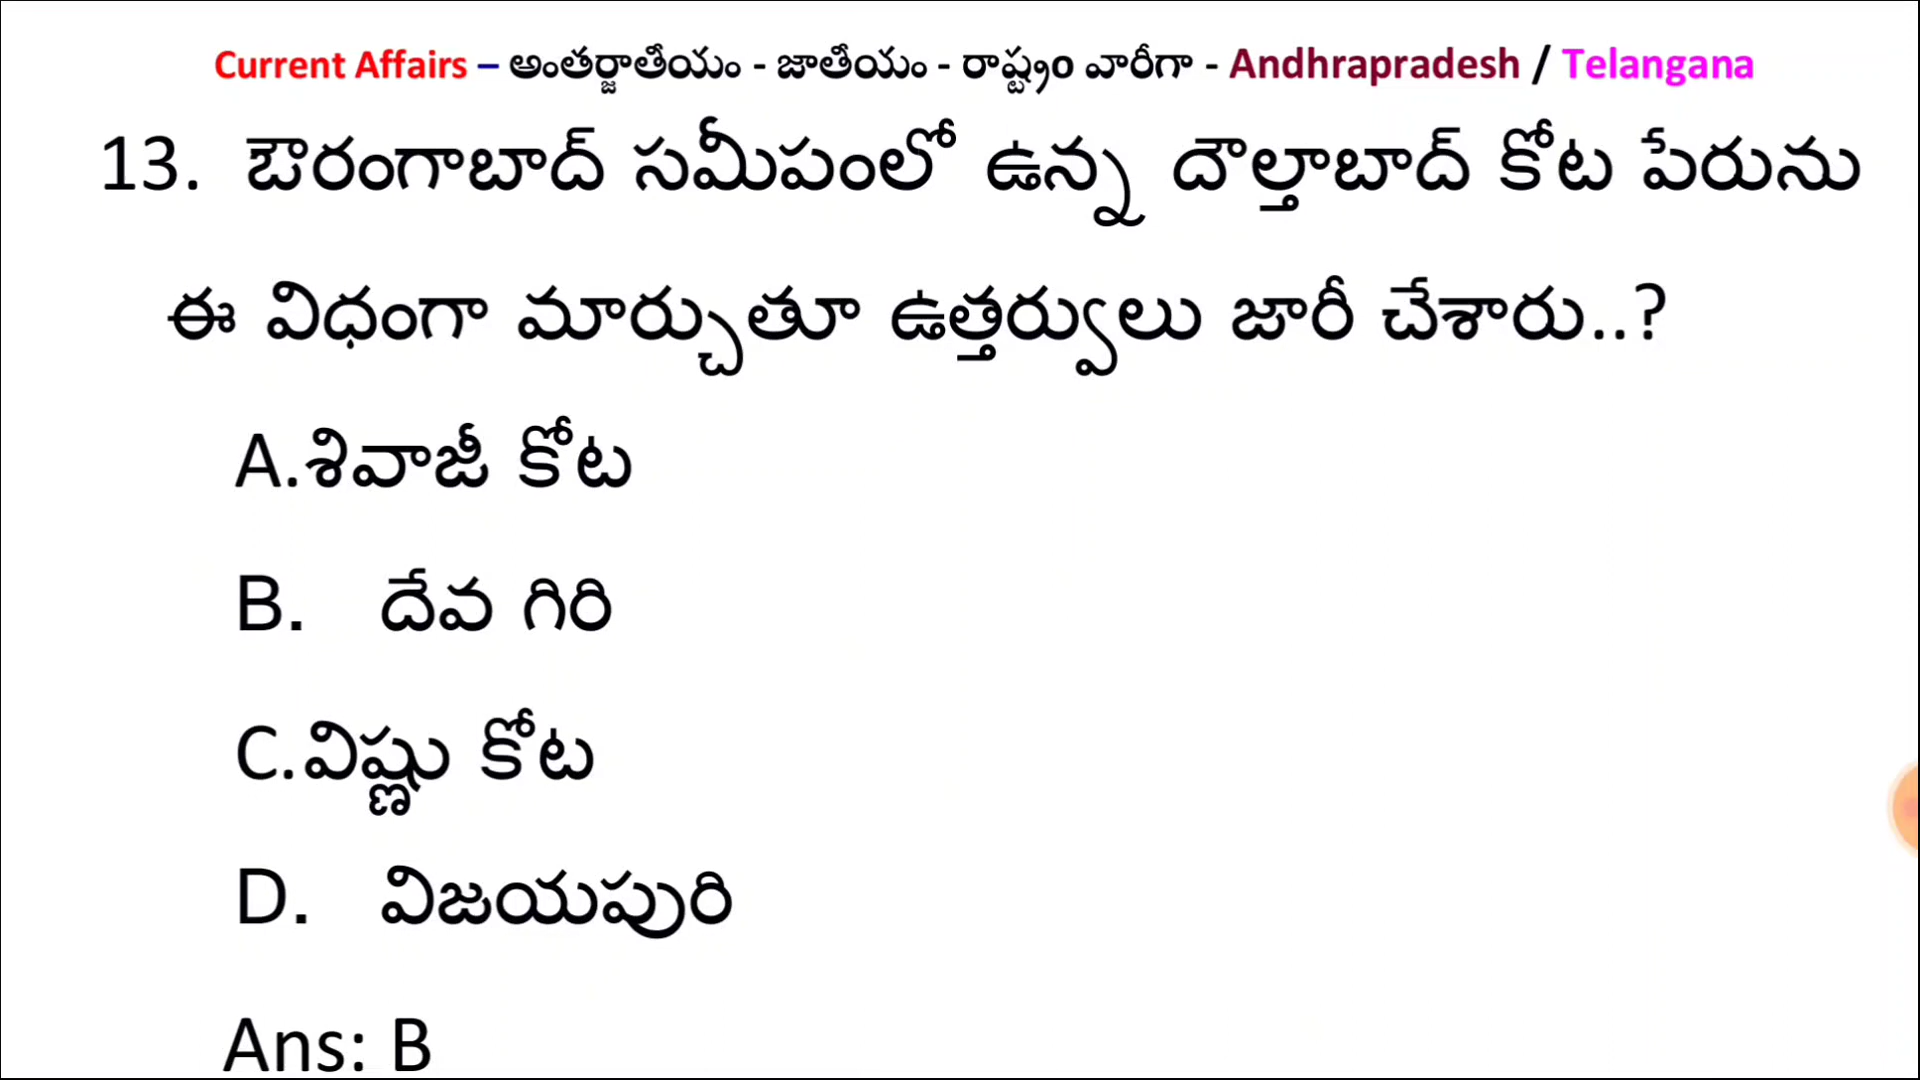 Current Affairs – అంతర్జాతీయం - జాతీయం - రాష్ట్రం వారీగా - Andhrapradesh / Telangana
13. ఔరంగాబాద్ సమీపంలో ఉన్న దౌల్తాబాద్ కోట పేరును
ఈ విధంగా మార్చుతూ ఉత్తర్వులు జారీ చేశారు..?
A.శివాజీ కోట
B. దేవ గిరి
C.విష్ణు కోట
D. విజయపురి
Ans: B